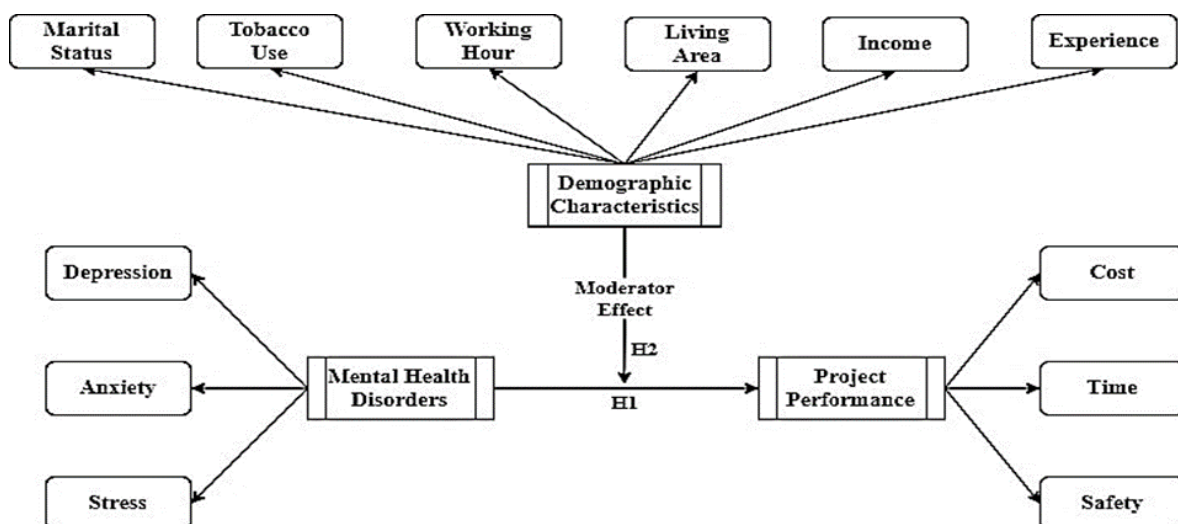 Marital
Status
Tobacco
Use
Working
Hour
Living
Area
Income
Experience
Demographic
Characteristics
Depression
Moderator
Effect
Cost
H2
Anxiety
Mental Health
Disorders
H1
Project
Performance
Time
Stress
Safety